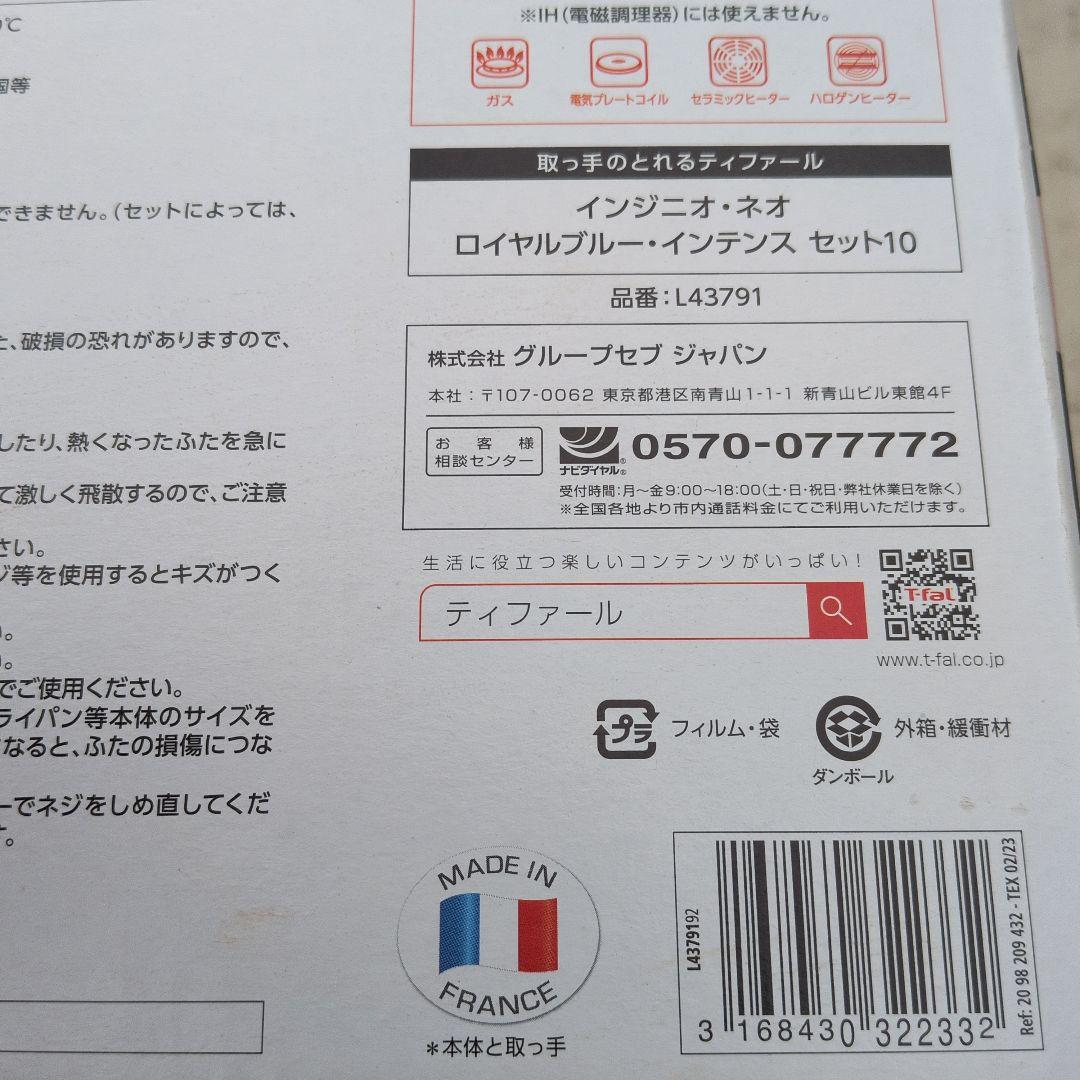 ℃
※IH(電磁調理器)には使えません。
ガス 電気プレートコイル セラミックヒーター ハロゲンヒーター
国等
取っ手のとれるティファール
インジニオ・ネオ
ロイヤルブルー・インテンス セット10
品番:L43791
できません。(セットによっては、
破損の恐れがありますので、
したり、熱くなったふたを急に
て激しく飛散するので、ご注意
さい。
ジ等を使用するとキズがつく
い。
でご使用ください。
ライパン等本体のサイズを
なると、ふたの損傷につな
ーでネジをしめ直してくだ
す。
株式会社 グループセブ ジャパン
本社:〒107-0062 東京都港区南青山1-1-1 新青山ビル東館4F
お客様
相談センター
ナビダイヤル®
0570-077772
受付時間:月~金9:00~18:00(土・日・祝日・弊社休業日を除く)
※全国各地より市内通話料金にてご利用いただけます。
生活に役立つ楽しいコンテンツがいっぱい!
ティファール
T-fal
www.t-fal.co.jp
プラ フィルム・袋
外箱・緩衝材
ダンボール
MADE IN
FRANCE
*本体と取っ手
L4379192
3 168430 322332
Ref: 20 98 209 432 - TEX 02/23